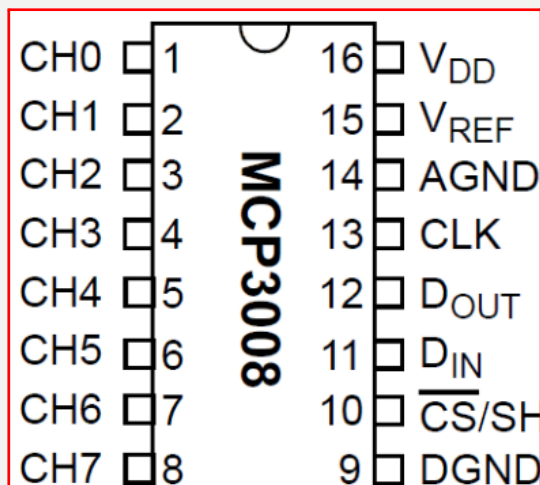 CH0 1 16 VDD
CH1 2 15 VREF
CH2 3 14 AGND
CH3 4 13 CLK
CH4 5 12 DOUT
CH5 6 11 DIN
CH6 7 10 CS/SH
CH7 8 9 DGND
MCP3008